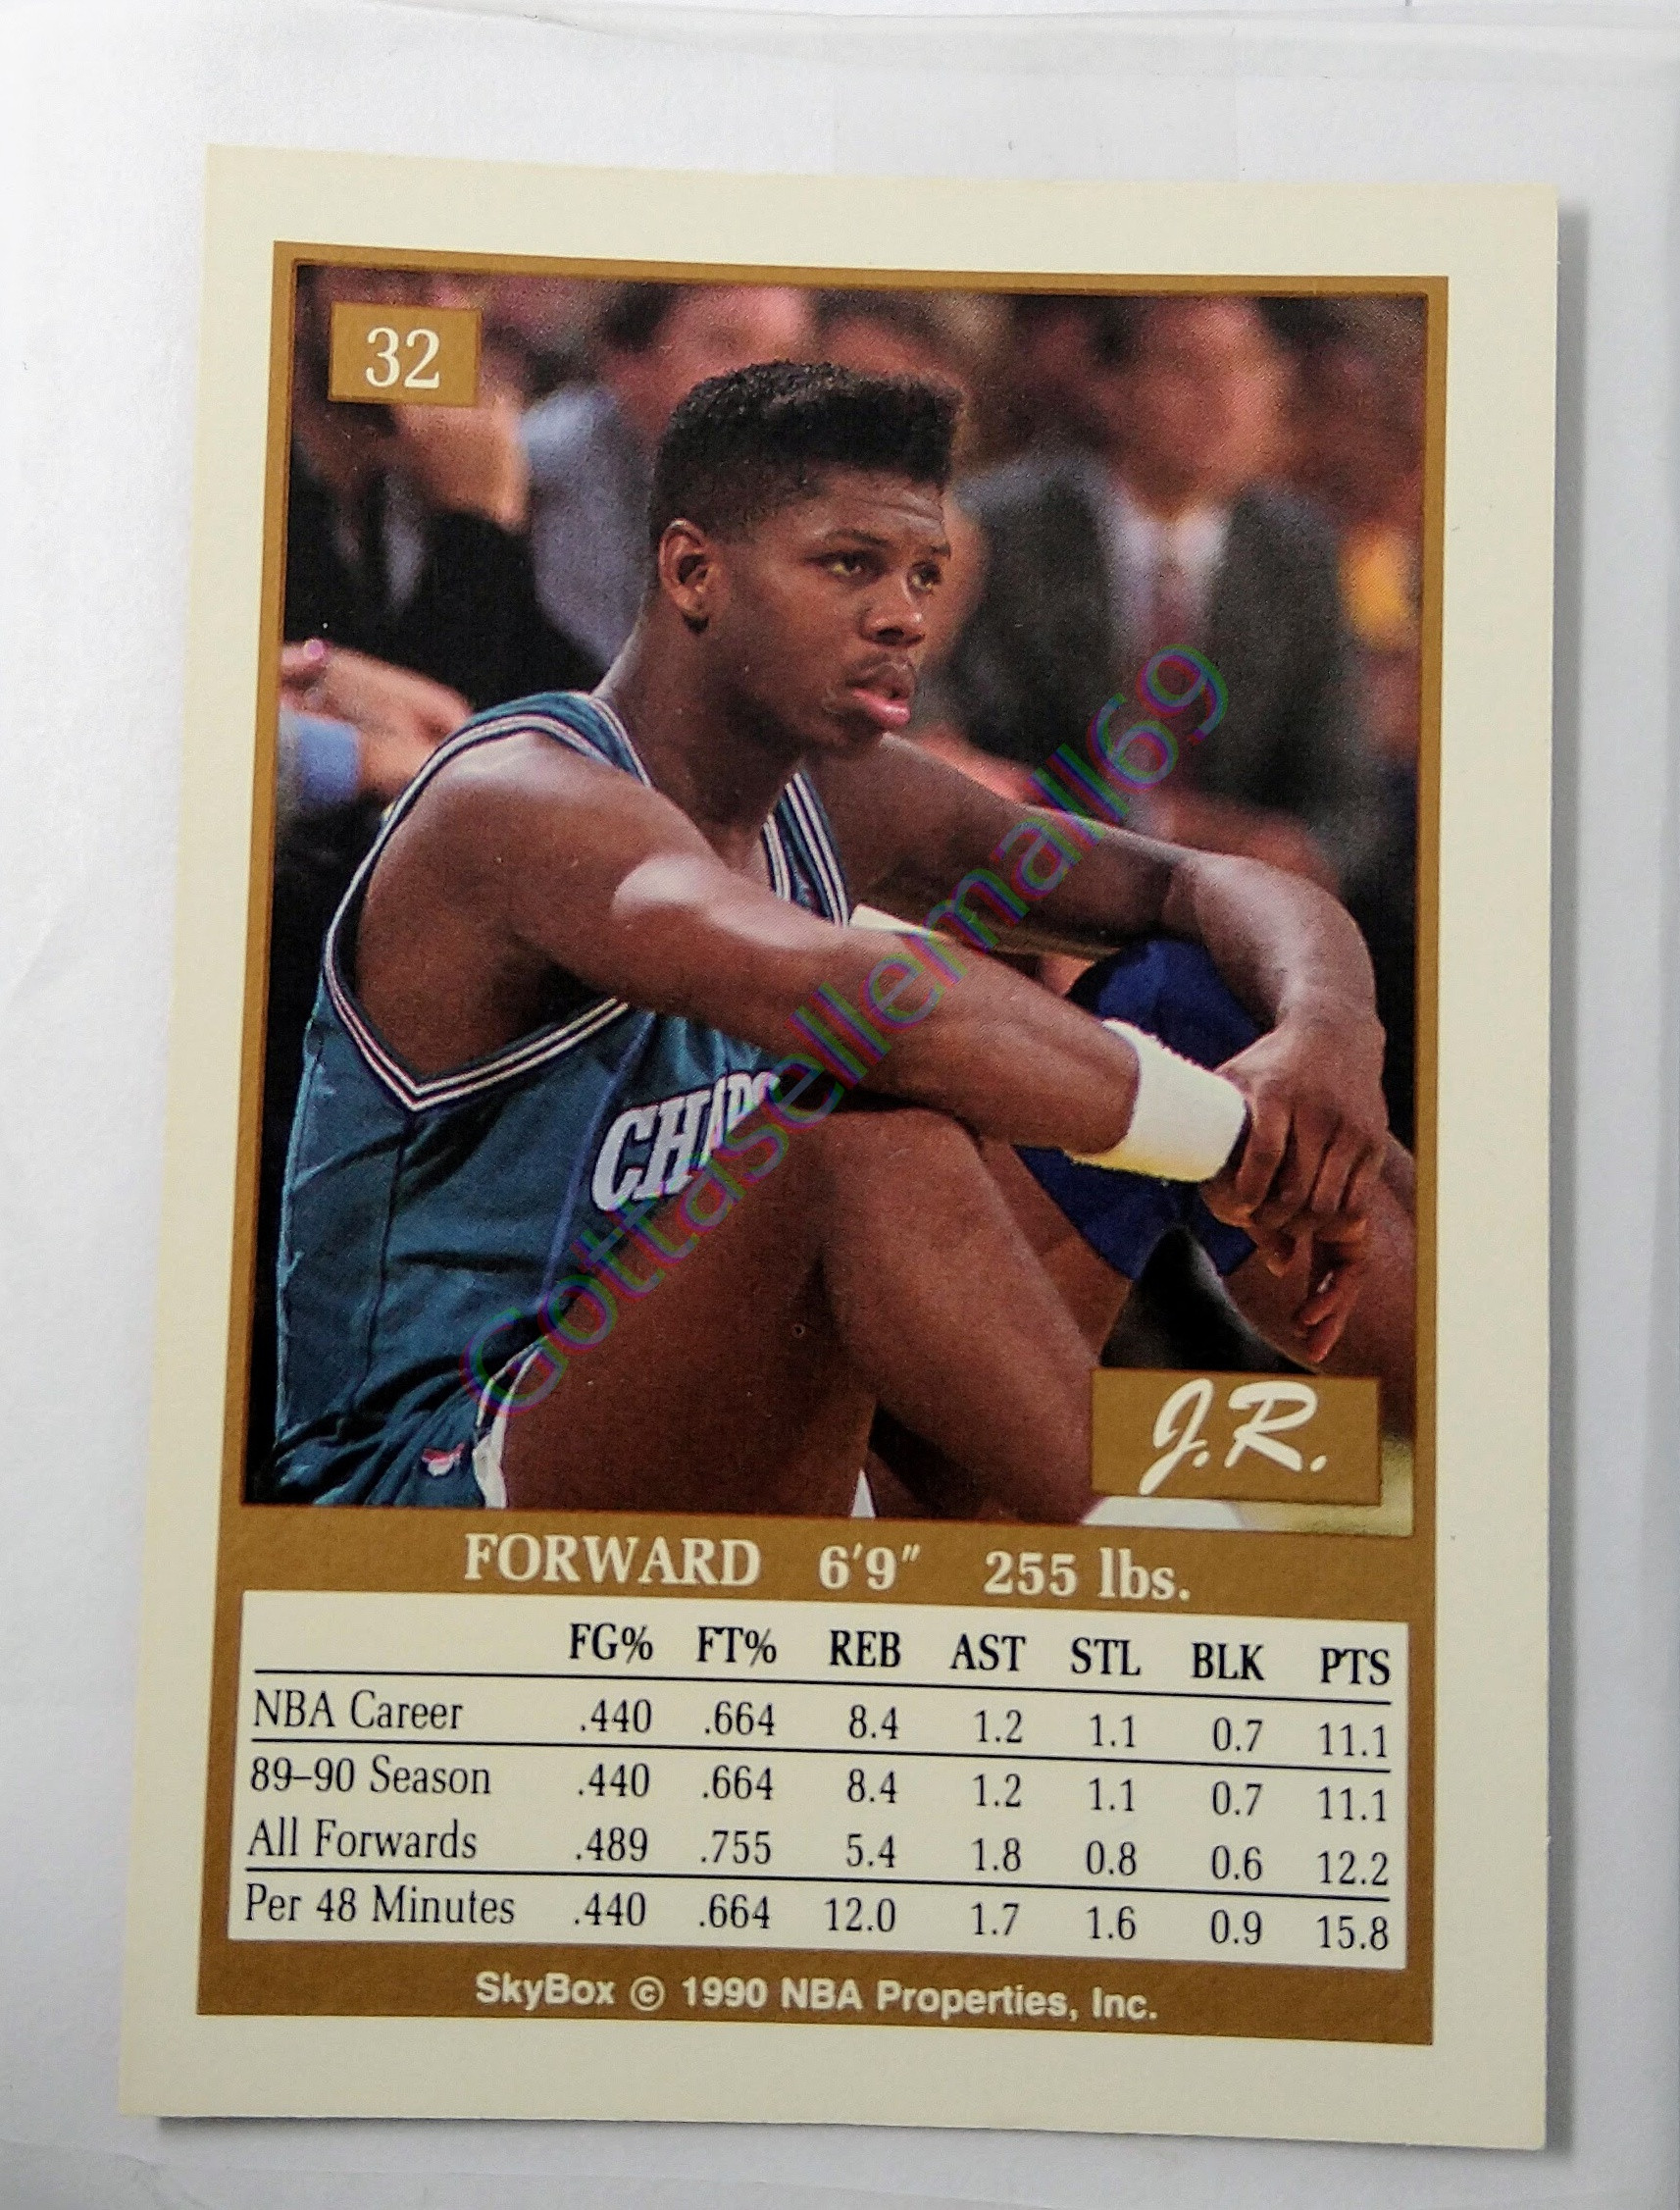 32
CHAR
Gottasellemall69
J.R.
FORWARD 6'9" 255 lbs.
FG% FT% REB AST STL BLK PTS
NBA Career .440 .664 8.4 1.2 1.1 0.7 11.1
89–90 Season .440 .664 8.4 1.2 1.1 0.7 11.1
All Forwards .489 .755 5.4 1.8 0.8 0.6 12.2
Per 48 Minutes .440 .664 12.0 1.7 1.6 0.9 15.8
SkyBox © 1990 NBA Properties, Inc.